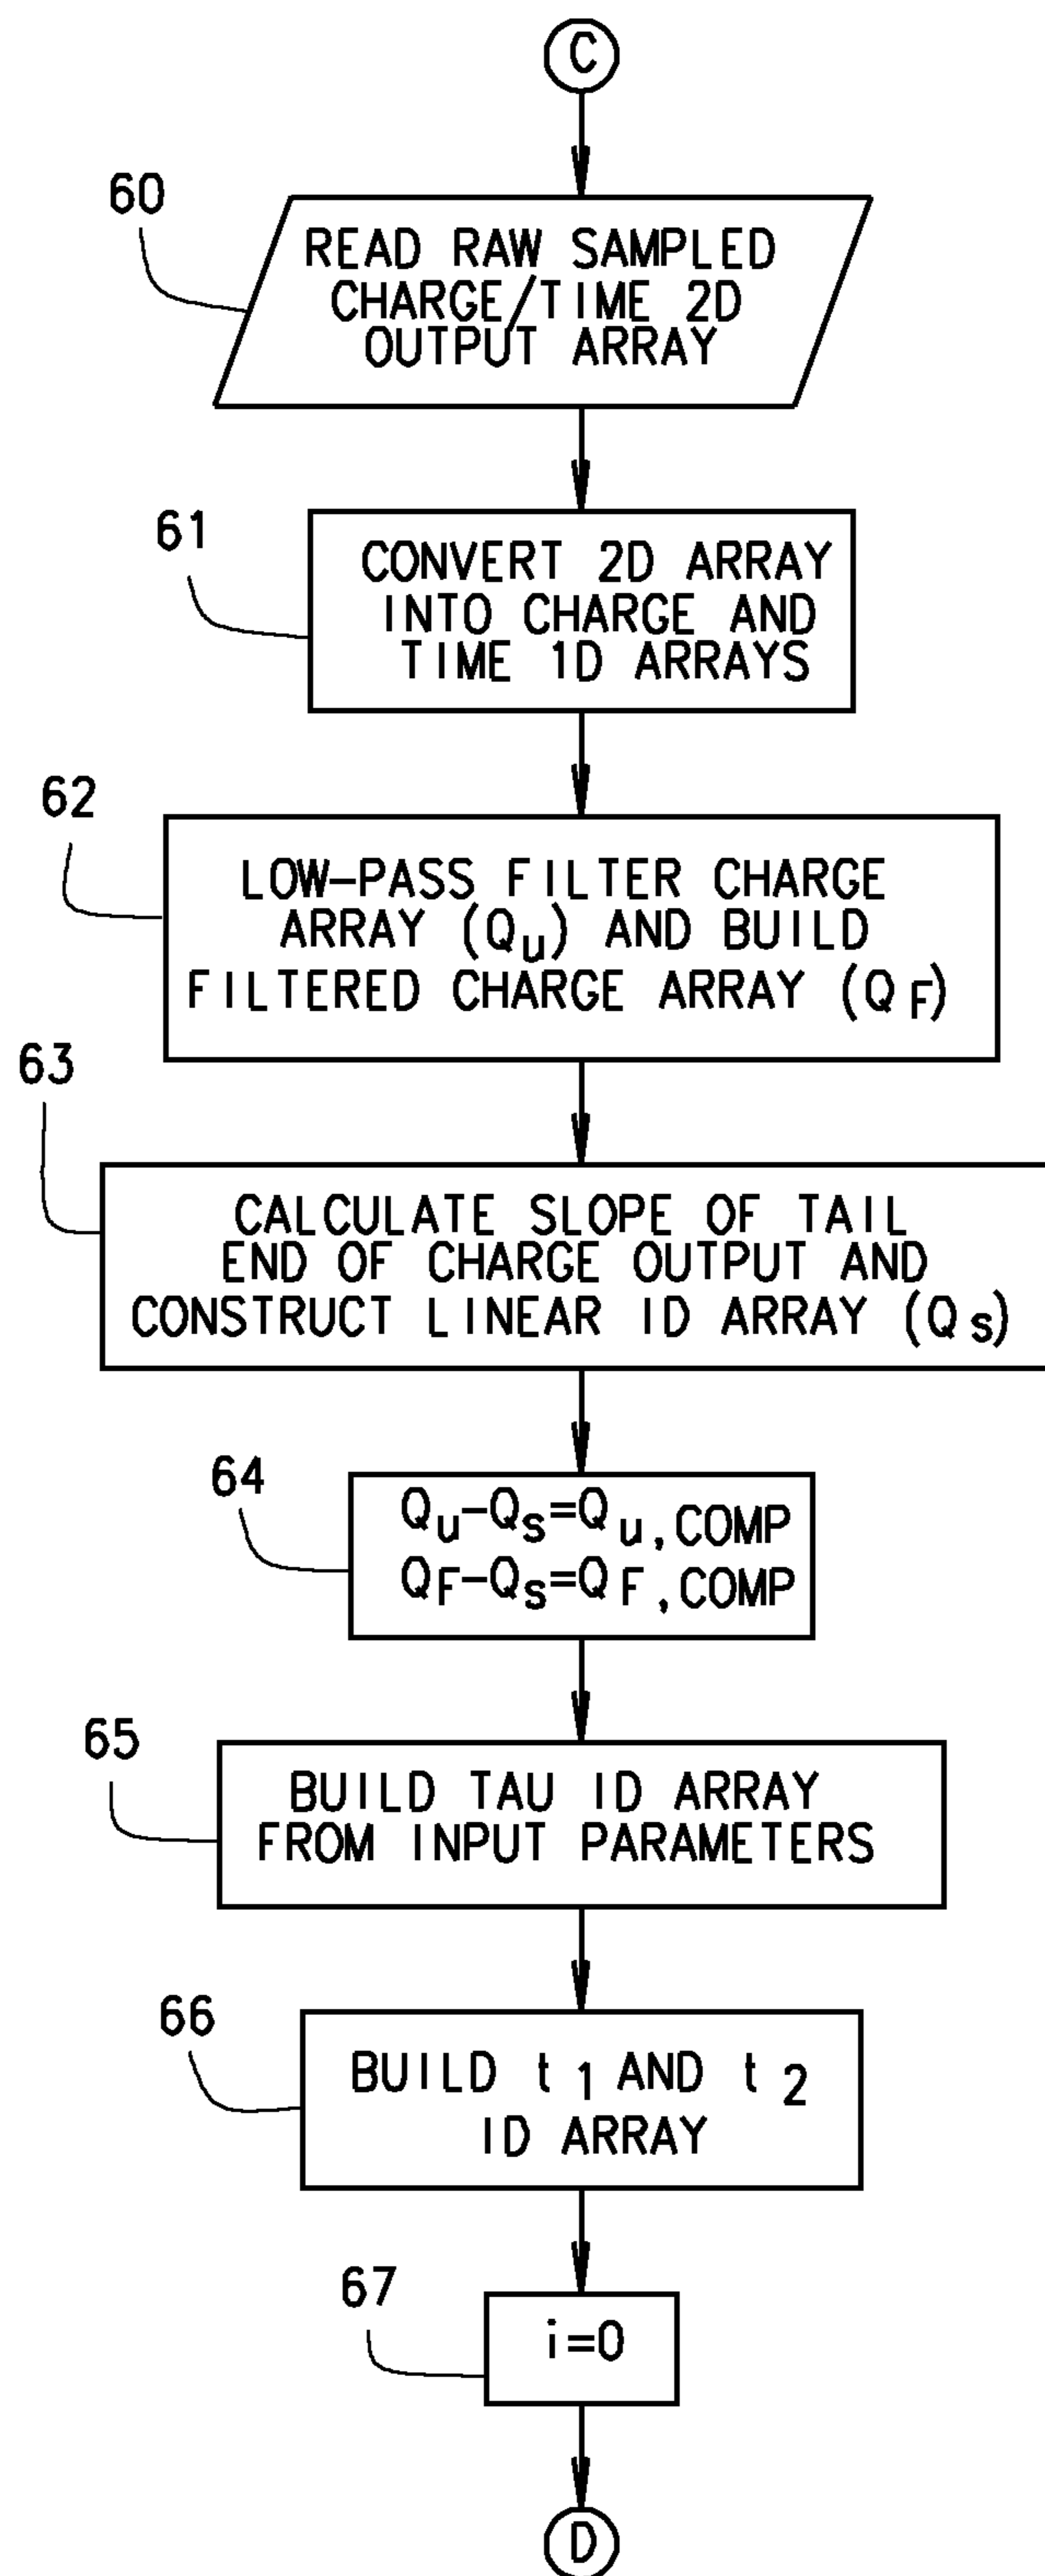 C
60
READ RAW SAMPLED
CHARGE/TIME 2D
OUTPUT ARRAY
61
CONVERT 2D ARRAY
INTO CHARGE AND
TIME 1D ARRAYS
62
LOW-PASS FILTER CHARGE
ARRAY (Qu) AND BUILD
FILTERED CHARGE ARRAY (QF)
63
CALCULATE SLOPE OF TAIL
END OF CHARGE OUTPUT AND
CONSTRUCT LINEAR ID ARRAY (Qs)
64
Qu-Qs=Qu,COMP
QF-Qs=QF,COMP
65
BUILD TAU ID ARRAY
FROM INPUT PARAMETERS
66
BUILD t1 AND t2
ID ARRAY
67
i=0
D